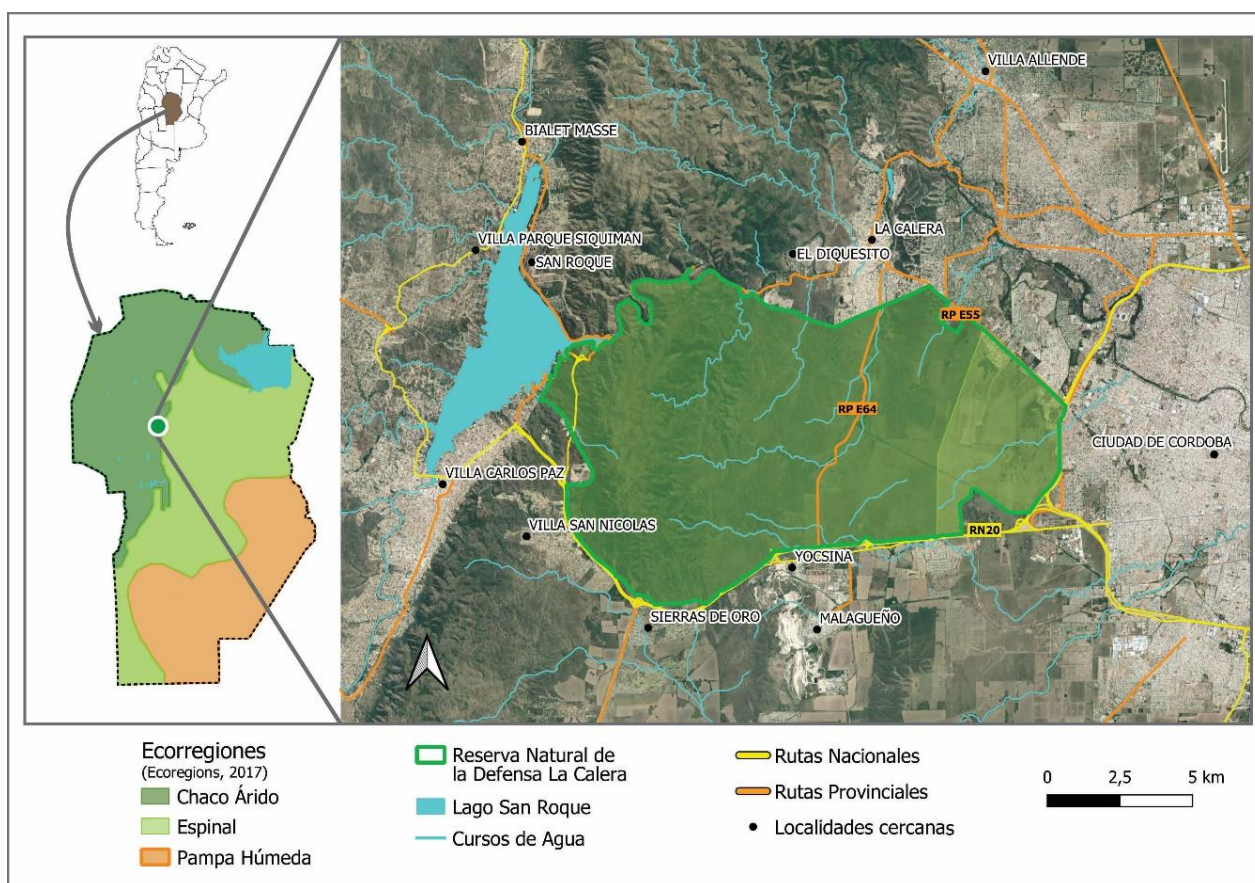 VILLA ALLENDE
BIALET MASSE
LA CALERA
VILLA PARQUE SIQUIMAN
EL DIQUESITO
SAN ROQUE
RP E55
RP E64
CIUDAD DE CORDOBA
VILLA CARLOS PAZ
VILLA SAN NICOLAS
RN20
YOCSINA
SIERRAS DE ORO
MALAGUEÑO
Ecorregiones
(Ecoregions, 2017)
Chaco Árido
Espinal
Pampa Húmeda
Reserva Natural de
la Defensa La Calera
Lago San Roque
Cursos de Agua
Rutas Nacionales
Rutas Provinciales
Localidades cercanas
0 2,5 5 km